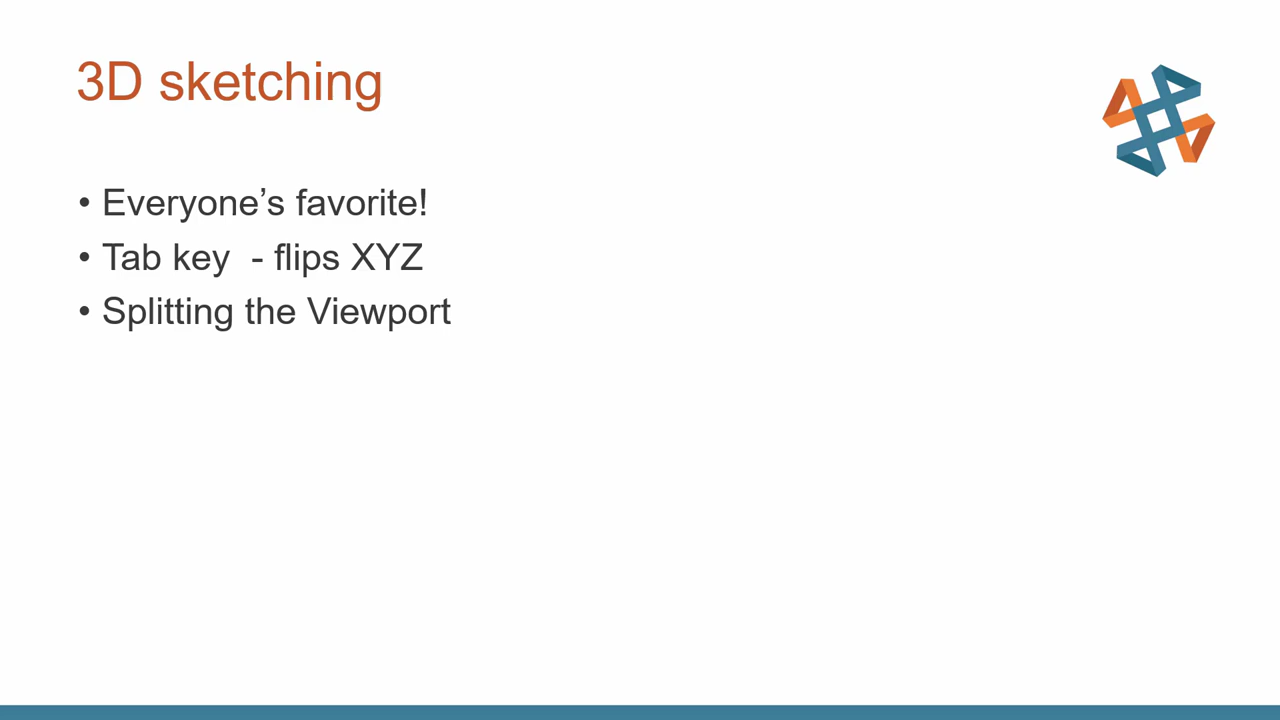 3D sketching
• Everyone’s favorite!
• Tab key  - flips XYZ
• Splitting the Viewport